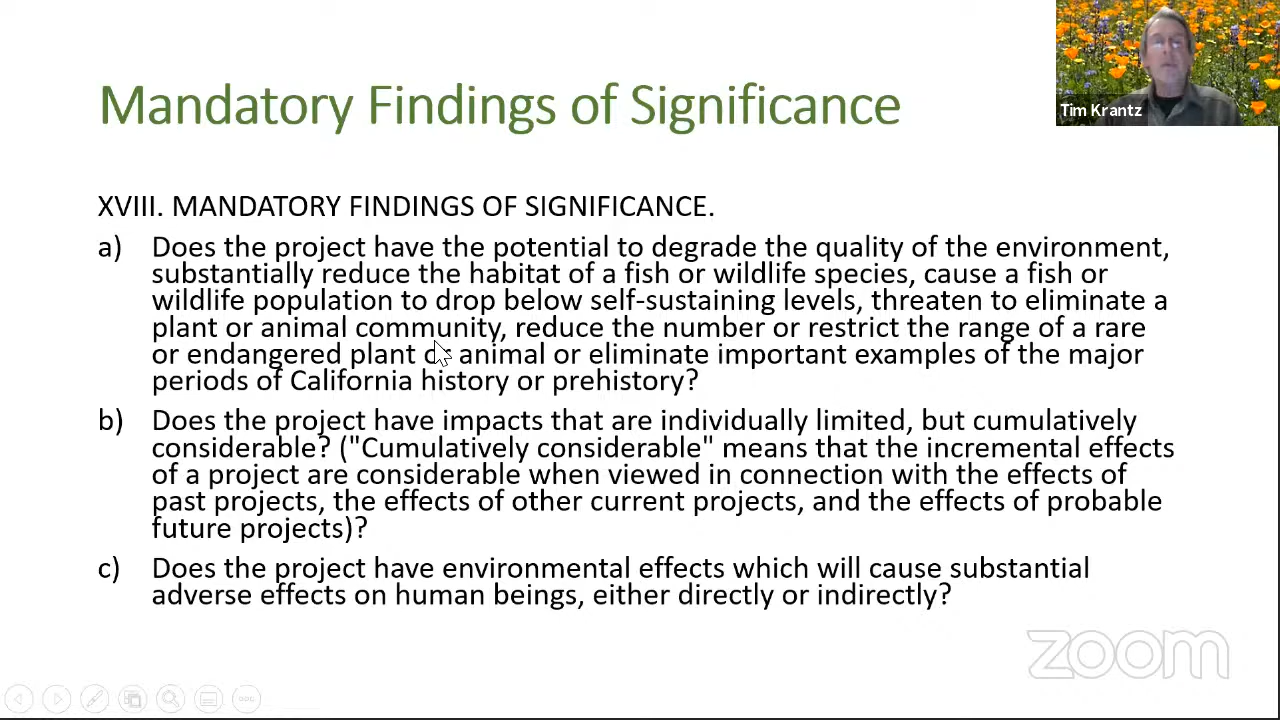 Mandatory Findings of Significance
Tim Krantz
XVIII. MANDATORY FINDINGS OF SIGNIFICANCE.
a) Does the project have the potential to degrade the quality of the environment,
substantially reduce the habitat of a fish or wildlife species, cause a fish or
wildlife population to drop below self-sustaining levels, threaten to eliminate a
plant or animal community, reduce the number or restrict the range of a rare
or endangered plant or animal or eliminate important examples of the major
periods of California history or prehistory?
b) Does the project have impacts that are individually limited, but cumulatively
considerable? ("Cumulatively considerable" means that the incremental effects
of a project are considerable when viewed in connection with the effects of
past projects, the effects of other current projects, and the effects of probable
future projects)?
c) Does the project have environmental effects which will cause substantial
adverse effects on human beings, either directly or indirectly?
zoom